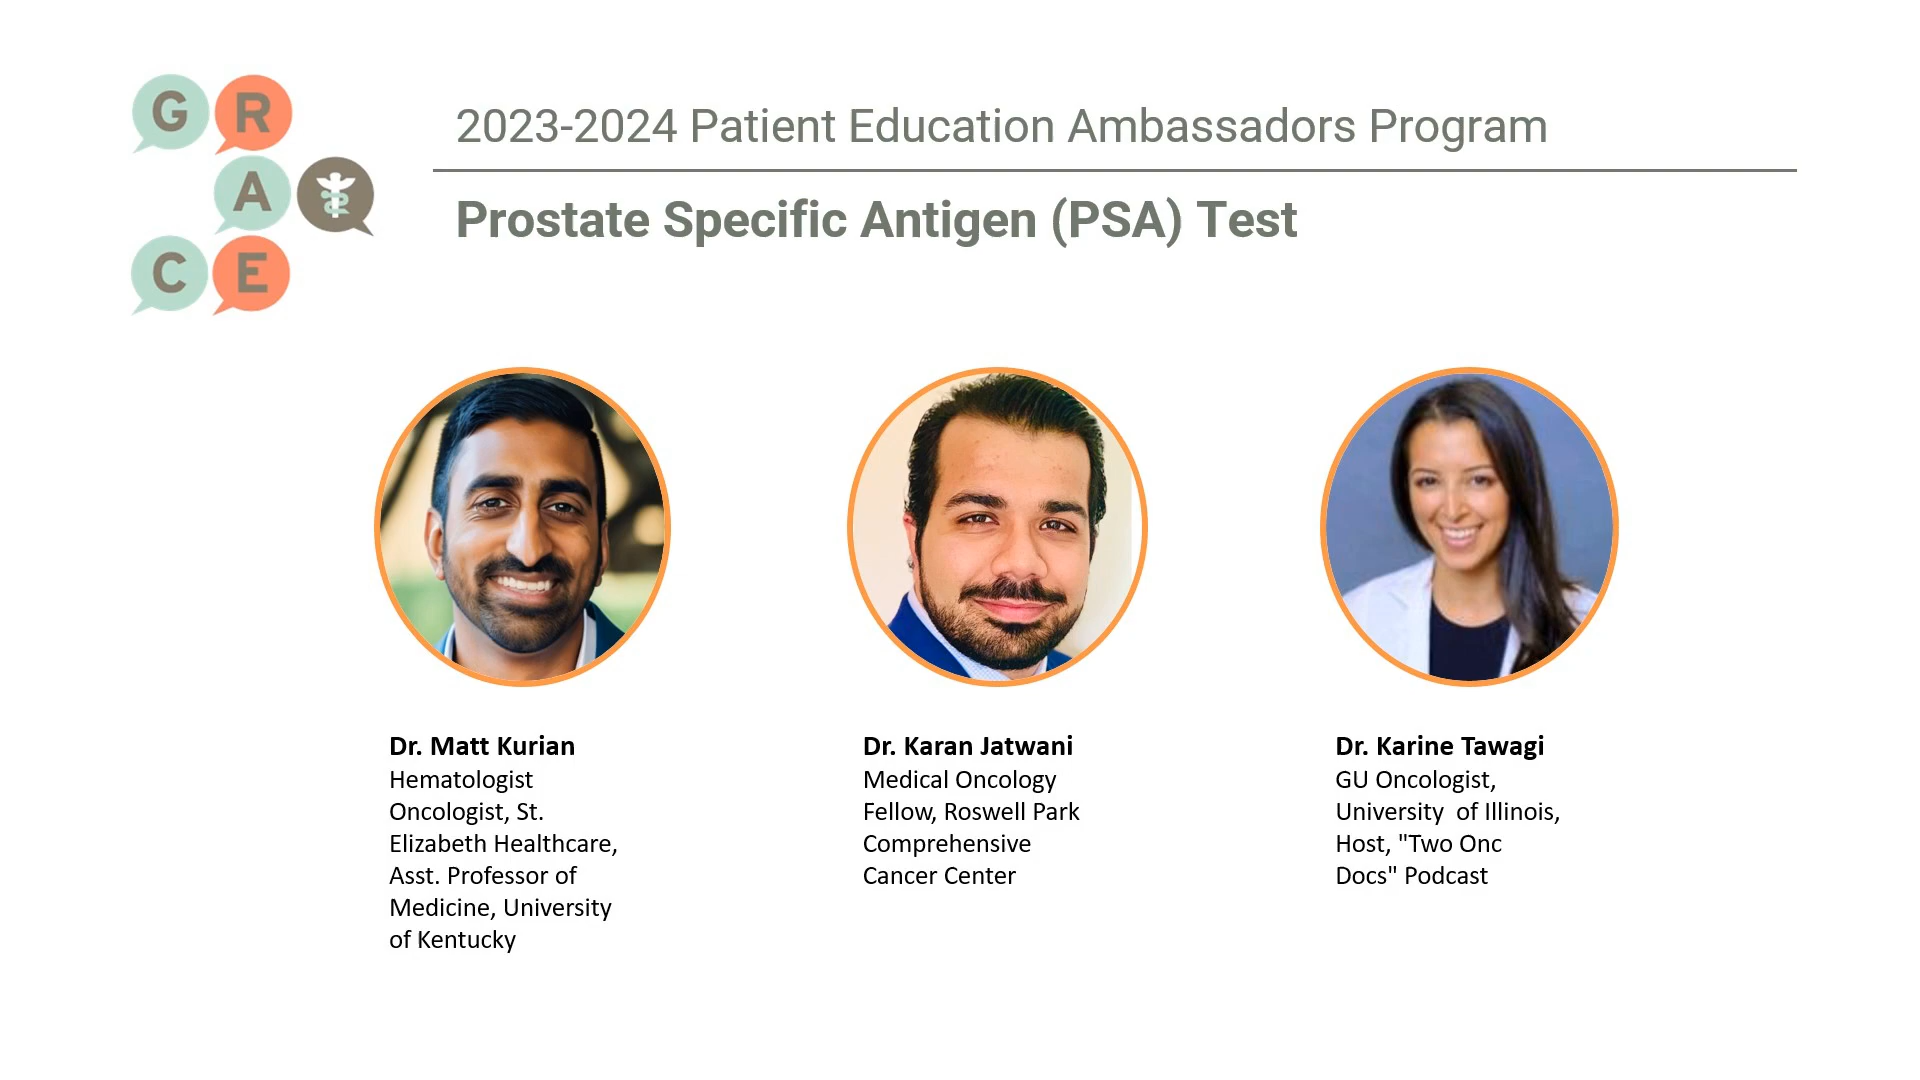 G R
A
C E
2023-2024 Patient Education Ambassadors Program
Prostate Specific Antigen (PSA) Test
Dr. Matt Kurian
Hematologist
Oncologist, St.
Elizabeth Healthcare,
Asst. Professor of
Medicine, University
of Kentucky
Dr. Karan Jatwani
Medical Oncology
Fellow, Roswell Park
Comprehensive
Cancer Center
Dr. Karine Tawagi
GU Oncologist,
University  of Illinois,
Host, "Two Onc
Docs" Podcast